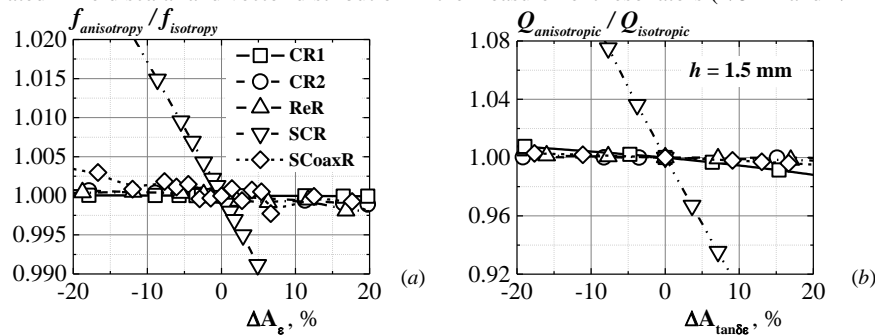 f_anisotropy / f_isotropy
1.020
1.015
1.010
1.005
1.000
0.995
0.990
CR1
CR2
ReR
SCR
SCoaxR
-20 -10 0 10 20
ΔA_ε , %
(a)
Q_anisotropic / Q_isotropic
1.08
1.04
1.00
0.96
0.92
h = 1.5 mm
-20 -10 0 10 20
ΔA_tanδε , %
(b)